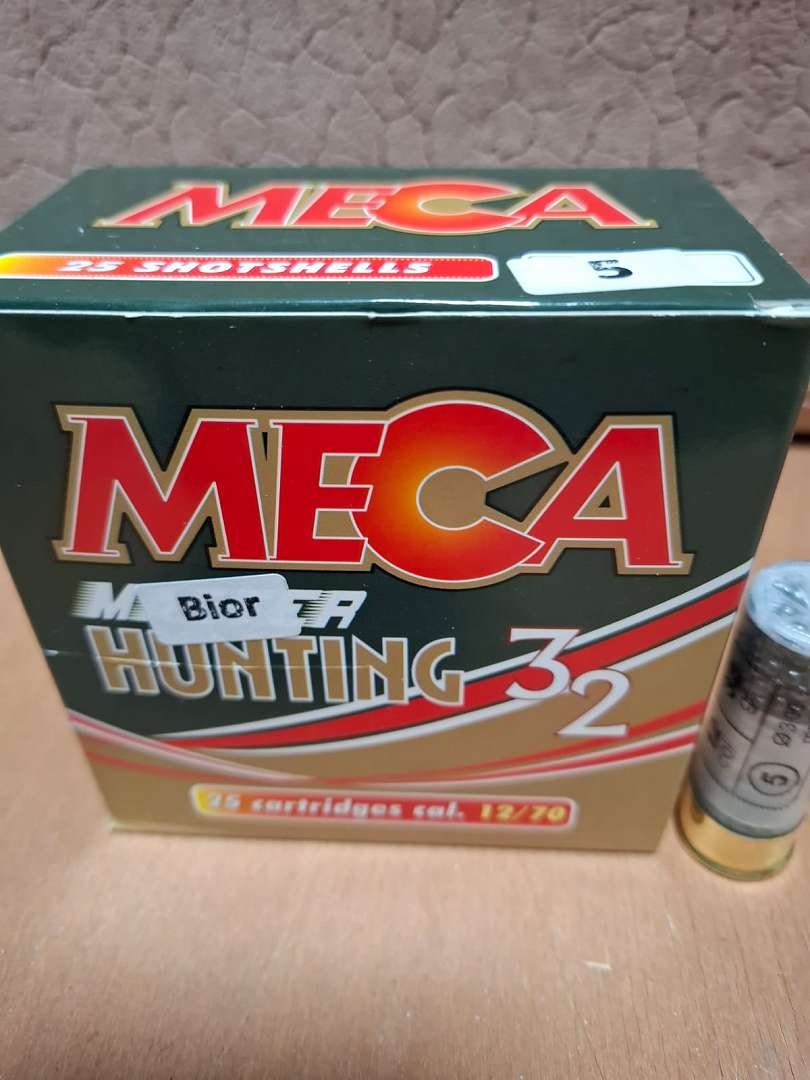 MECA
25 SHOTSHELLS
5
MECA
Bior
HUNTING 32
25 cartridges cal. 12/70
5